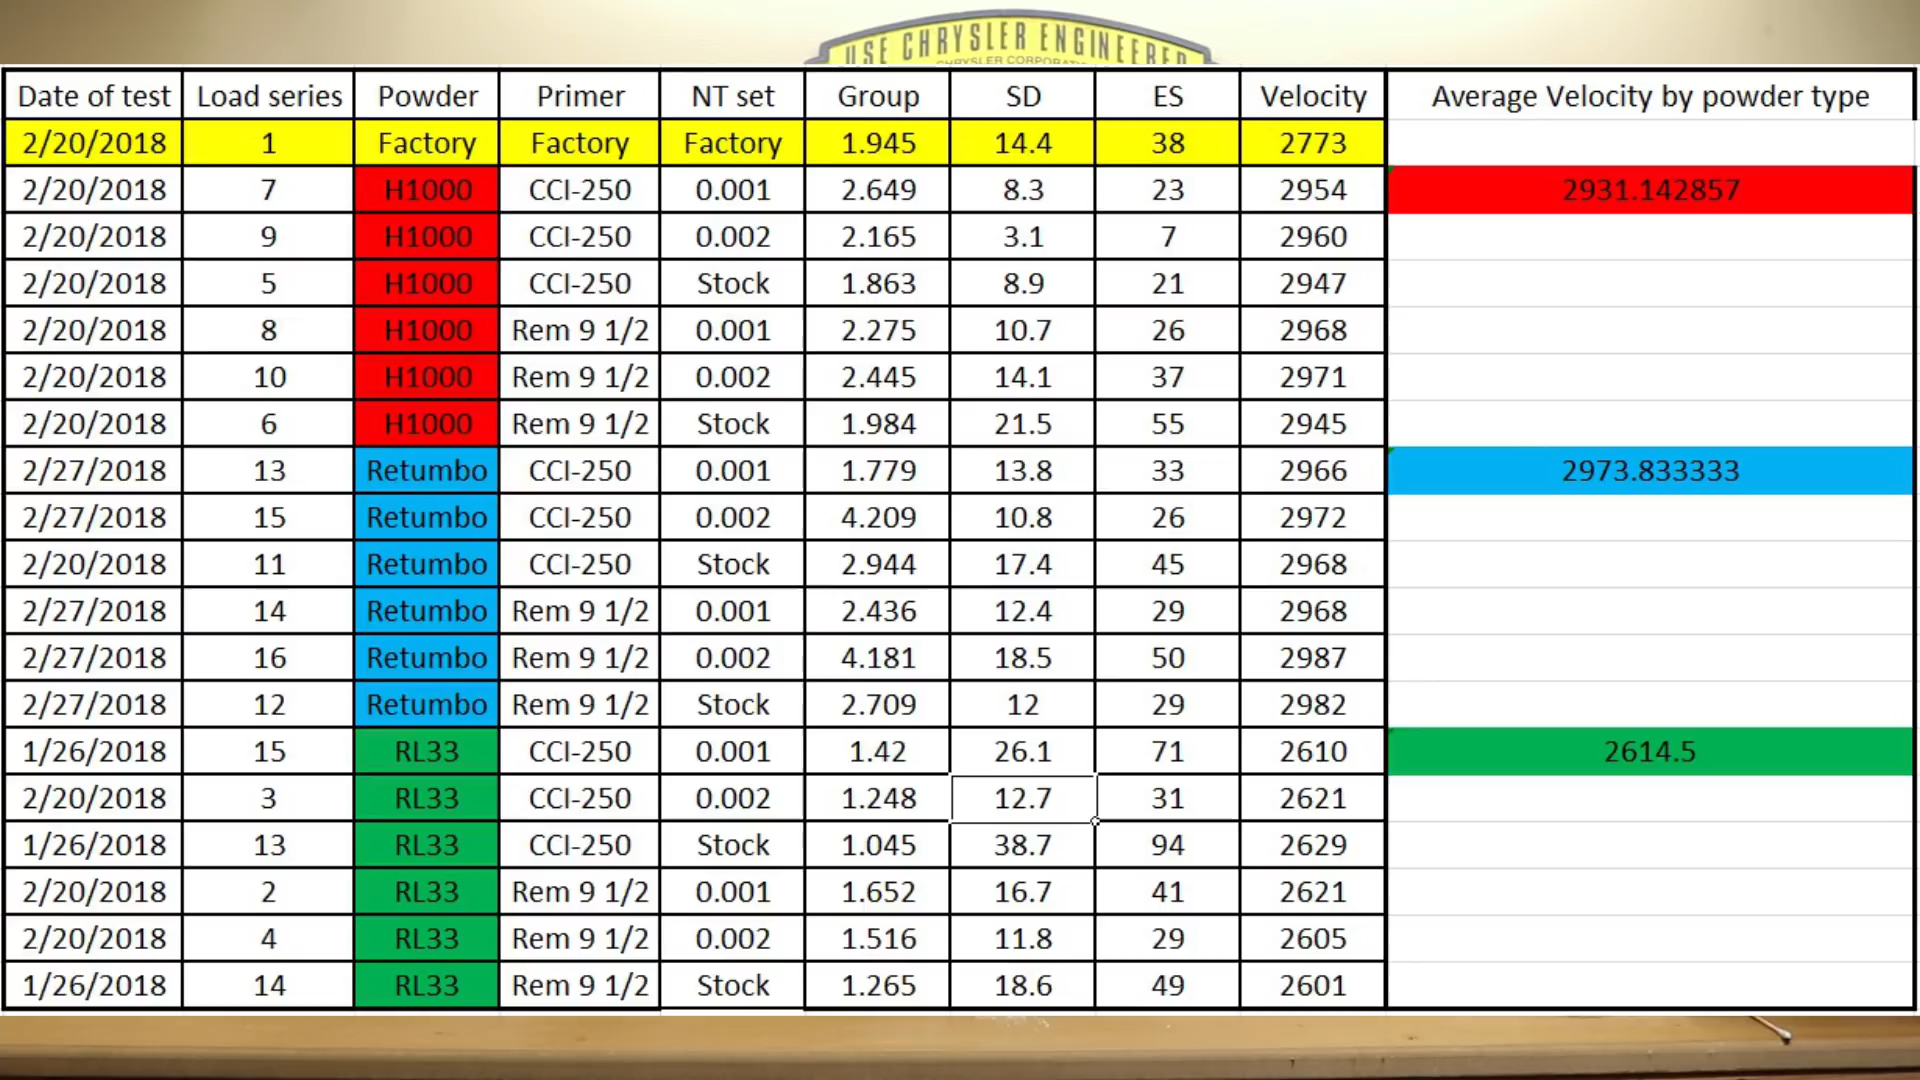 USE CHRYSLER ENGINEERED
CHRYSLER CORPORATI
Date of test Load series Powder Primer NT set Group SD ES Velocity Average Velocity by powder type
2/20/2018 1 Factory Factory Factory 1.945 14.4 38 2773
2/20/2018 7 H1000 CCI-250 0.001 2.649 8.3 23 2954 2931.142857
2/20/2018 9 H1000 CCI-250 0.002 2.165 3.1 7 2960
2/20/2018 5 H1000 CCI-250 Stock 1.863 8.9 21 2947
2/20/2018 8 H1000 Rem 9 1/2 0.001 2.275 10.7 26 2968
2/20/2018 10 H1000 Rem 9 1/2 0.002 2.445 14.1 37 2971
2/20/2018 6 H1000 Rem 9 1/2 Stock 1.984 21.5 55 2945
2/27/2018 13 Retumbo CCI-250 0.001 1.779 13.8 33 2966 2973.833333
2/27/2018 15 Retumbo CCI-250 0.002 4.209 10.8 26 2972
2/20/2018 11 Retumbo CCI-250 Stock 2.944 17.4 45 2968
2/27/2018 14 Retumbo Rem 9 1/2 0.001 2.436 12.4 29 2968
2/27/2018 16 Retumbo Rem 9 1/2 0.002 4.181 18.5 50 2987
2/27/2018 12 Retumbo Rem 9 1/2 Stock 2.709 12 29 2982
1/26/2018 15 RL33 CCI-250 0.001 1.42 26.1 71 2610 2614.5
2/20/2018 3 RL33 CCI-250 0.002 1.248 12.7 31 2621
1/26/2018 13 RL33 CCI-250 Stock 1.045 38.7 94 2629
2/20/2018 2 RL33 Rem 9 1/2 0.001 1.652 16.7 41 2621
2/20/2018 4 RL33 Rem 9 1/2 0.002 1.516 11.8 29 2605
1/26/2018 14 RL33 Rem 9 1/2 Stock 1.265 18.6 49 2601